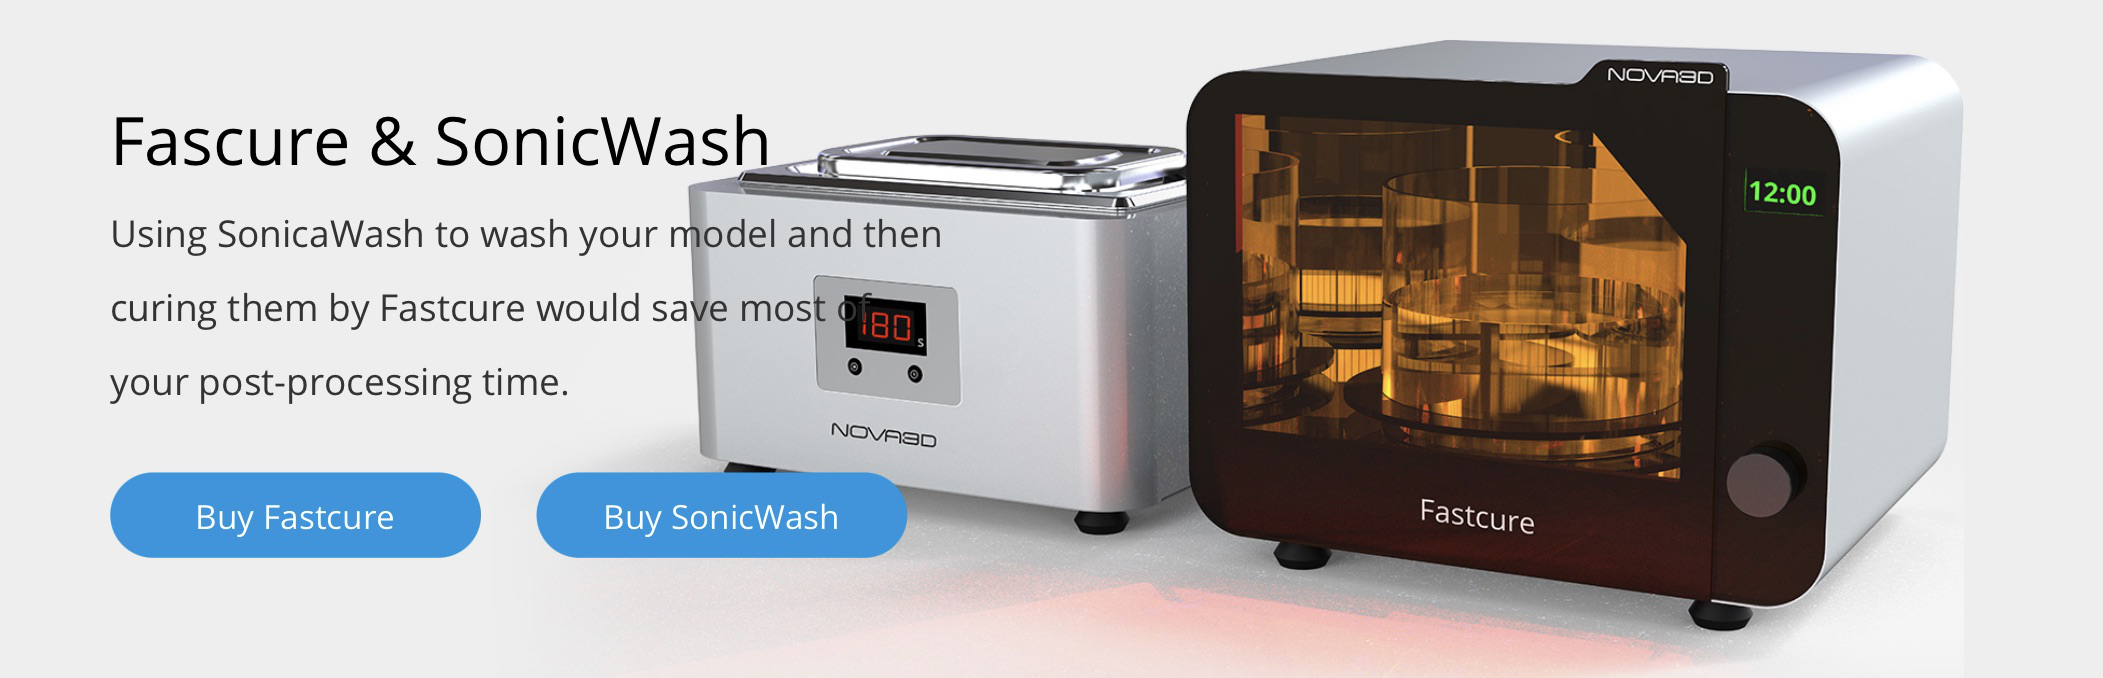 Fascure & SonicWash
Using SonicaWash to wash your model and then
curing them by Fastcure would save most of
your post-processing time.
Buy Fastcure
Buy SonicWash
180
s
NOVA3D
NOVA3D
12:00
Fastcure